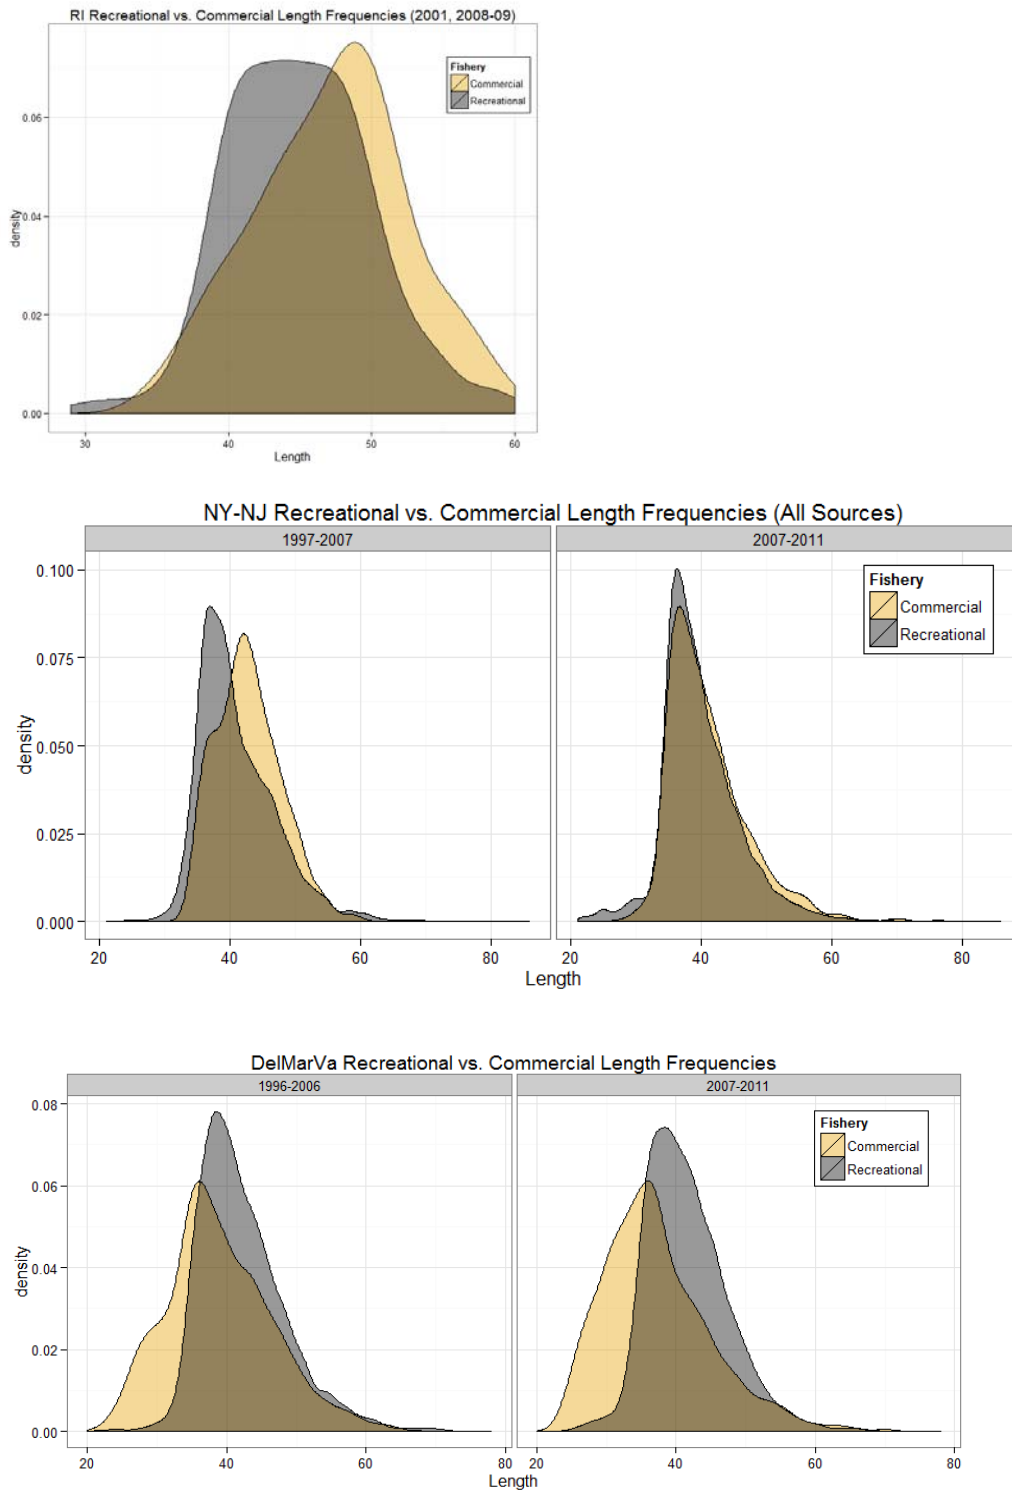 RI Recreational vs. Commercial Length Frequencies (2001, 2008-09)
Fishery
Commercial
Recreational
density
0.06
0.04
0.02
0.00
30 40 50 60
Length
NY-NJ Recreational vs. Commercial Length Frequencies (All Sources)
1997-2007 2007-2011
Fishery
Commercial
Recreational
density
0.100
0.075
0.050
0.025
0.000
20 40 60 80 20 40 60 80
Length
DelMarVa Recreational vs. Commercial Length Frequencies
1996-2006 2007-2011
Fishery
Commercial
Recreational
density
0.08
0.06
0.04
0.02
0.00
20 40 60 80 20 40 60 80
Length